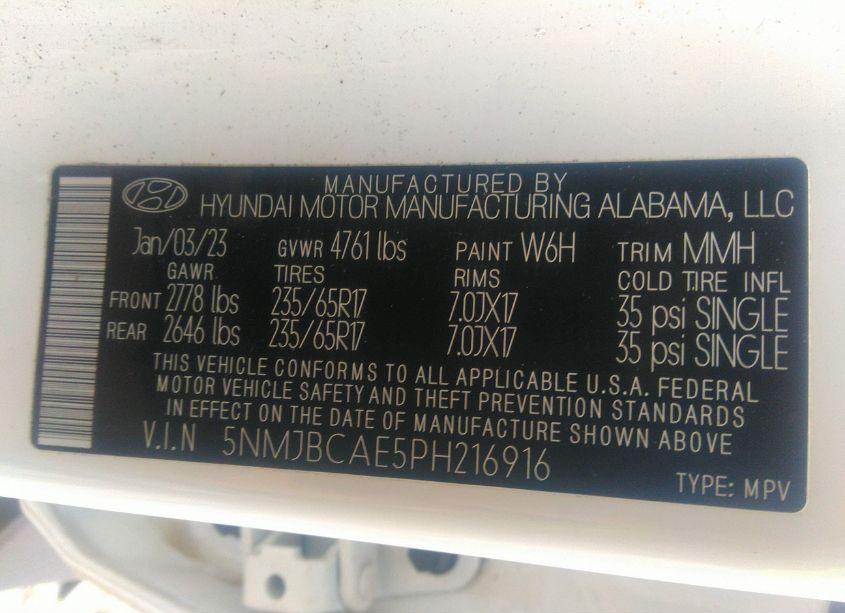 MANUFACTURED BY
HYUNDAI MOTOR MANUFACTURING ALABAMA, LLC
Jan/03/23 GVWR 4761 lbs PAINT W6H TRIM MMH
GAWR TIRES RIMS COLD TIRE INFL
FRONT 2778 lbs 235/65R17 7.0JX17 35 psi SINGLE
REAR 2646 lbs 235/65R17 7.0JX17 35 psi SINGLE
THIS VEHICLE CONFORMS TO ALL APPLICABLE U.S.A. FEDERAL
MOTOR VEHICLE SAFETY AND THEFT PREVENTION STANDARDS
IN EFFECT ON THE DATE OF MANUFACTURE SHOWN ABOVE
V.I.N 5NMJBCAE5PH216916
TYPE: MPV